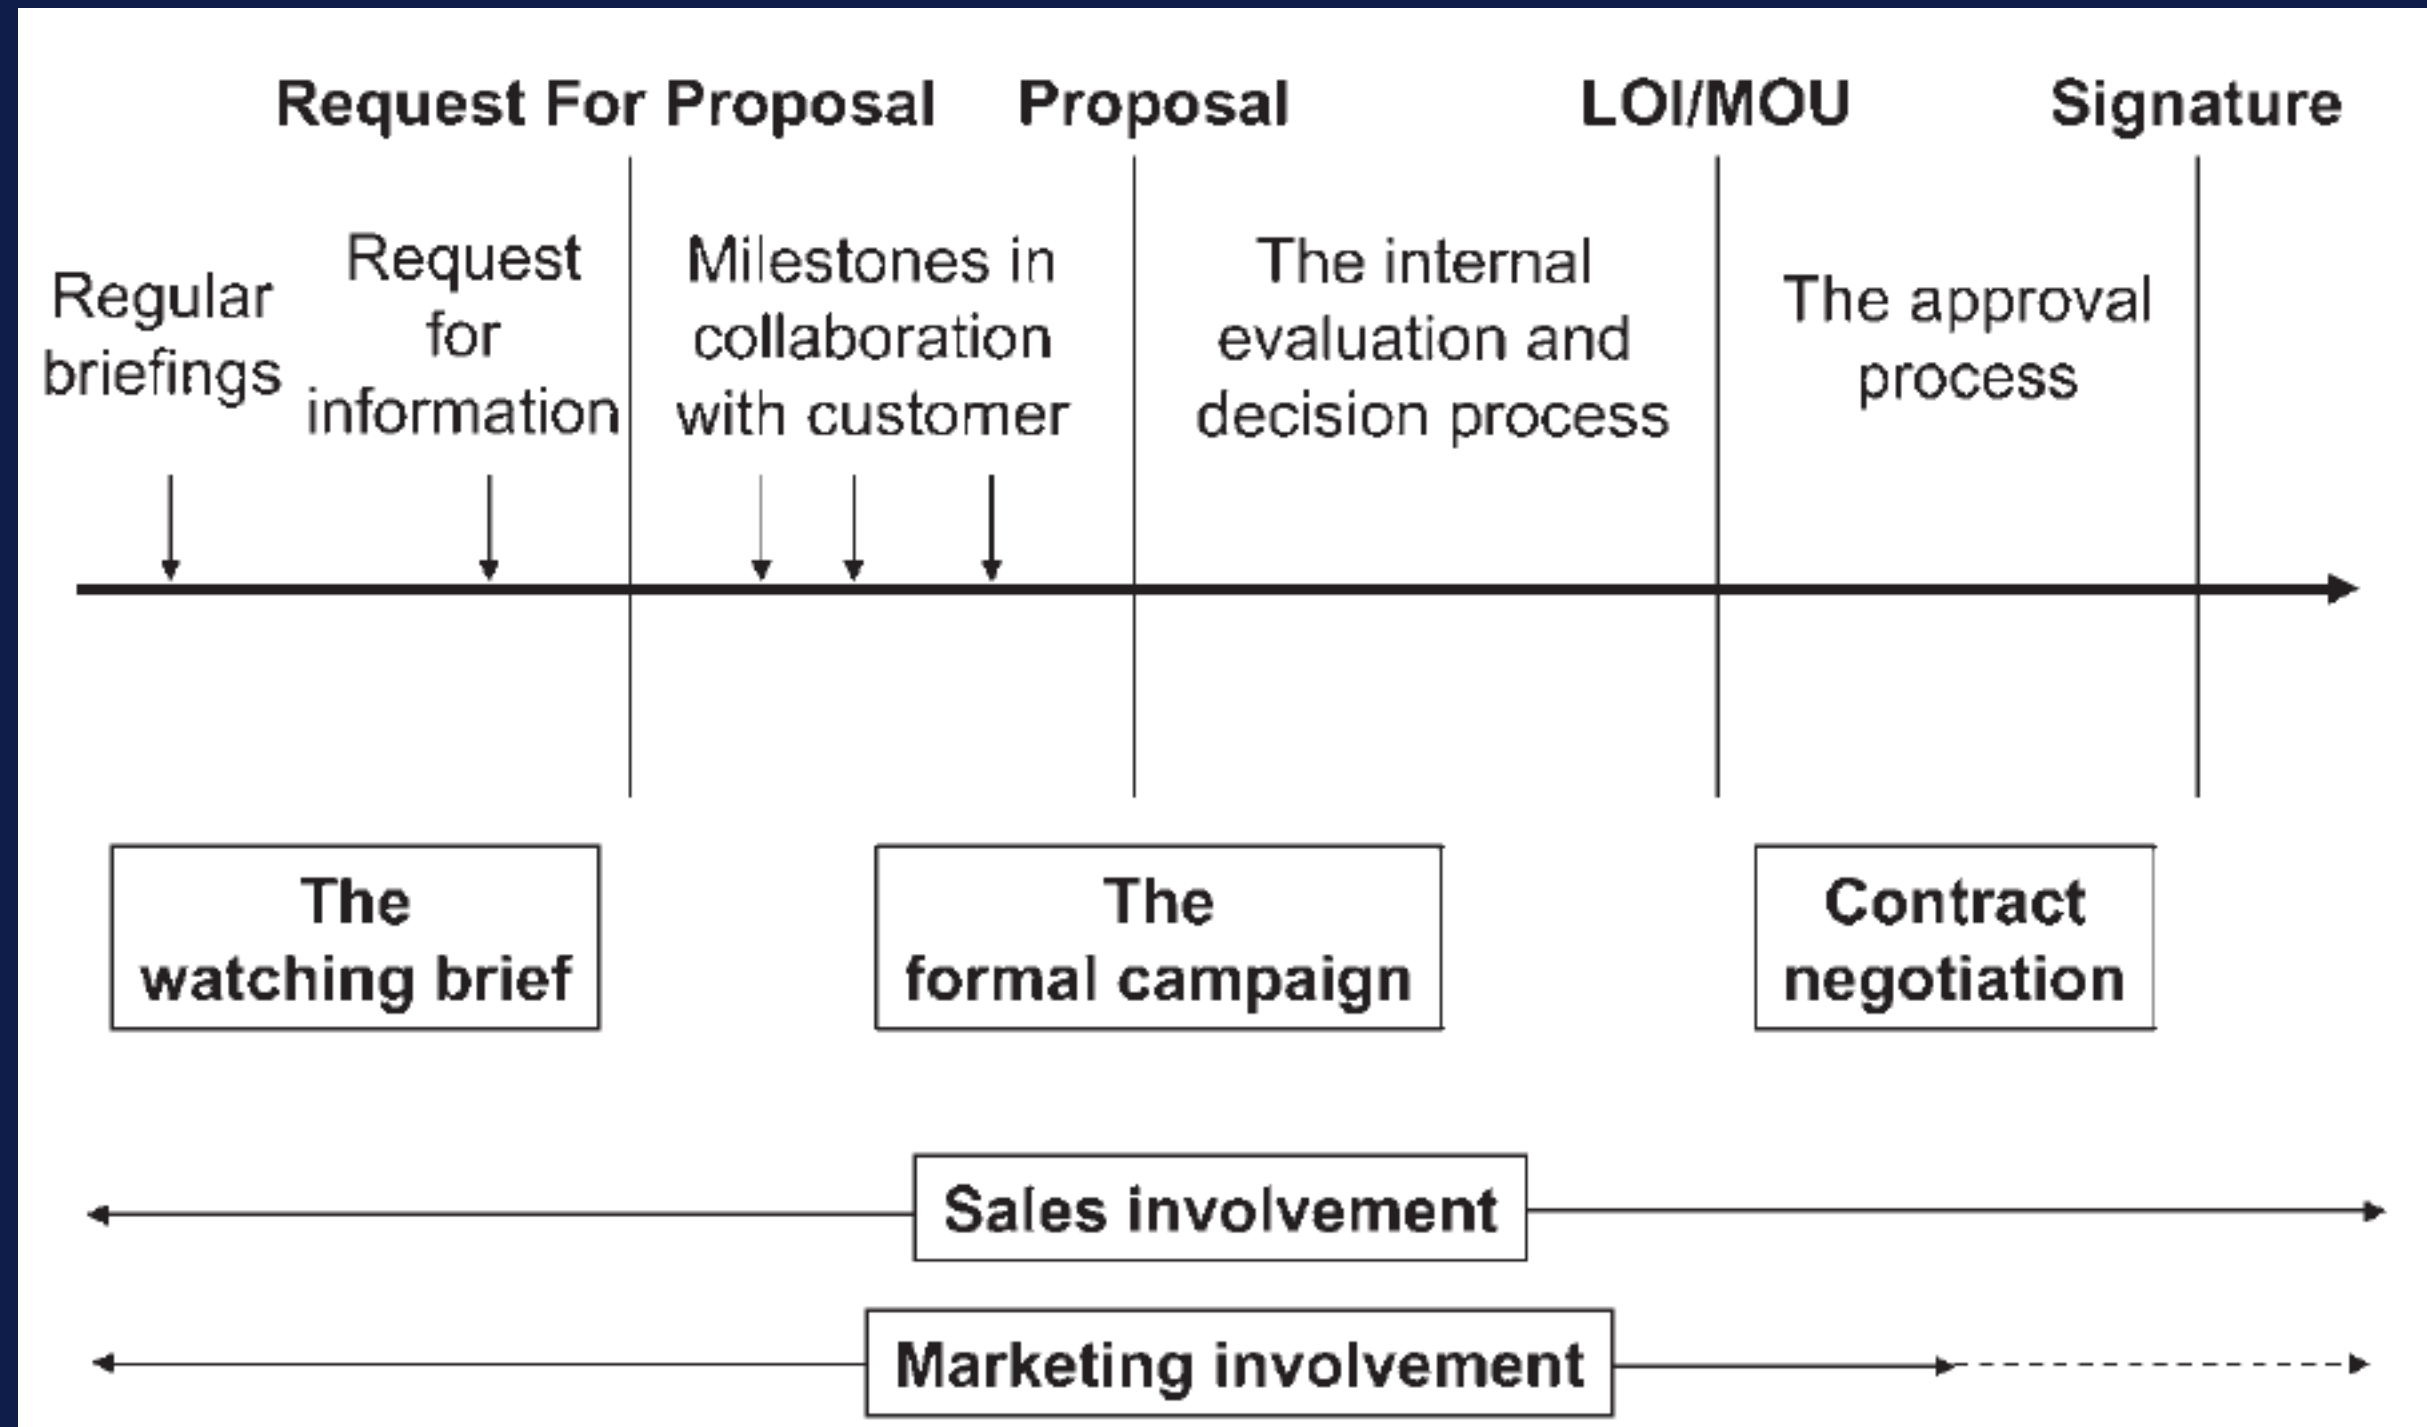 Request For Proposal
Proposal
LOI/MOU
Signature
Regular
briefings
Request
for
information
Milestones in
collaboration
with customer
The internal
evaluation and
decision process
The approval
process
The
watching brief
The
formal campaign
Contract
negotiation
Sales involvement
Marketing involvement